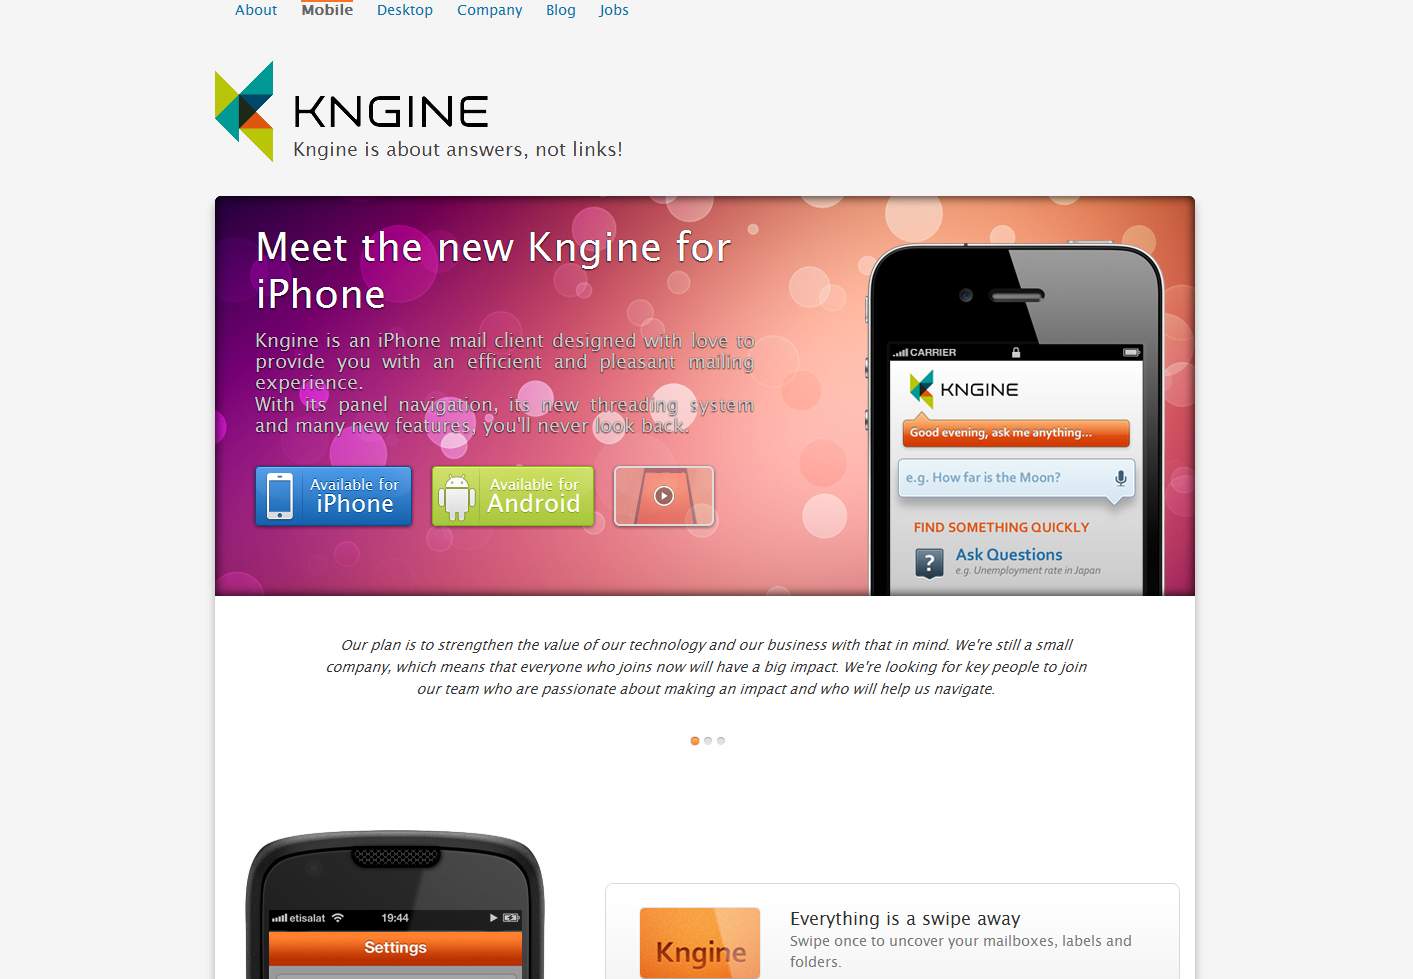 About Mobile Desktop Company Blog Jobs
KNGINE
Kngine is about answers, not links!
Meet the new Kngine for
iPhone
Kngine is an iPhone mail client designed with love to
provide you with an efficient and pleasant mailing
experience.
With its panel navigation, its new threading system
and many new features, you'll never look back.
Available for
iPhone
Available for
Android
CARRIER
KNGINE
Good evening, ask me anything...
e.g. How far is the Moon?
FIND SOMETHING QUICKLY
?
Ask Questions
e.g. Unemployment rate in Japan
Our plan is to strengthen the value of our technology and our business with that in mind. We're still a small
company, which means that everyone who joins now will have a big impact. We're looking for key people to join
our team who are passionate about making an impact and who will help us navigate.
etisalat 19:44
Settings
Kngine
Everything is a swipe away
Swipe once to uncover your mailboxes, labels and
folders.